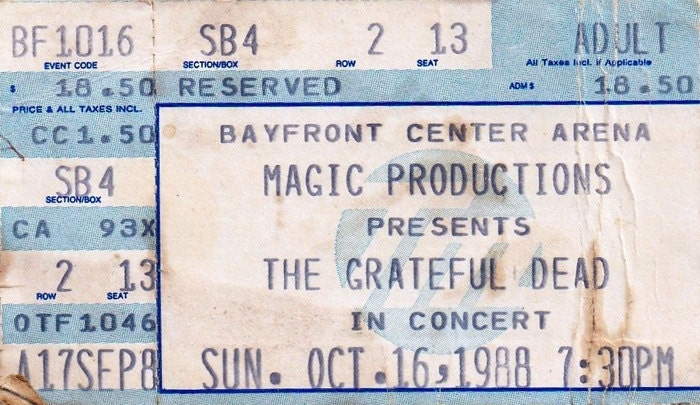 BF1016 SB4 2 13 ADULT
EVENT CODE SECTION/BOX ROW SEAT All Taxes Incl. if Applicable
$ 18.50 RESERVED ADM$ 18.50
PRICE & ALL TAXES INCL.
CC1.50 BAYFRONT CENTER ARENA
SB4 MAGIC PRODUCTIONS
SECTION/BOX
CA 93X PRESENTS
2 13 THE GRATEFUL DEAD
ROW SEAT
OTF1046 IN CONCERT
A17SEP8 SUN. OCT.16,1988 7:30PM